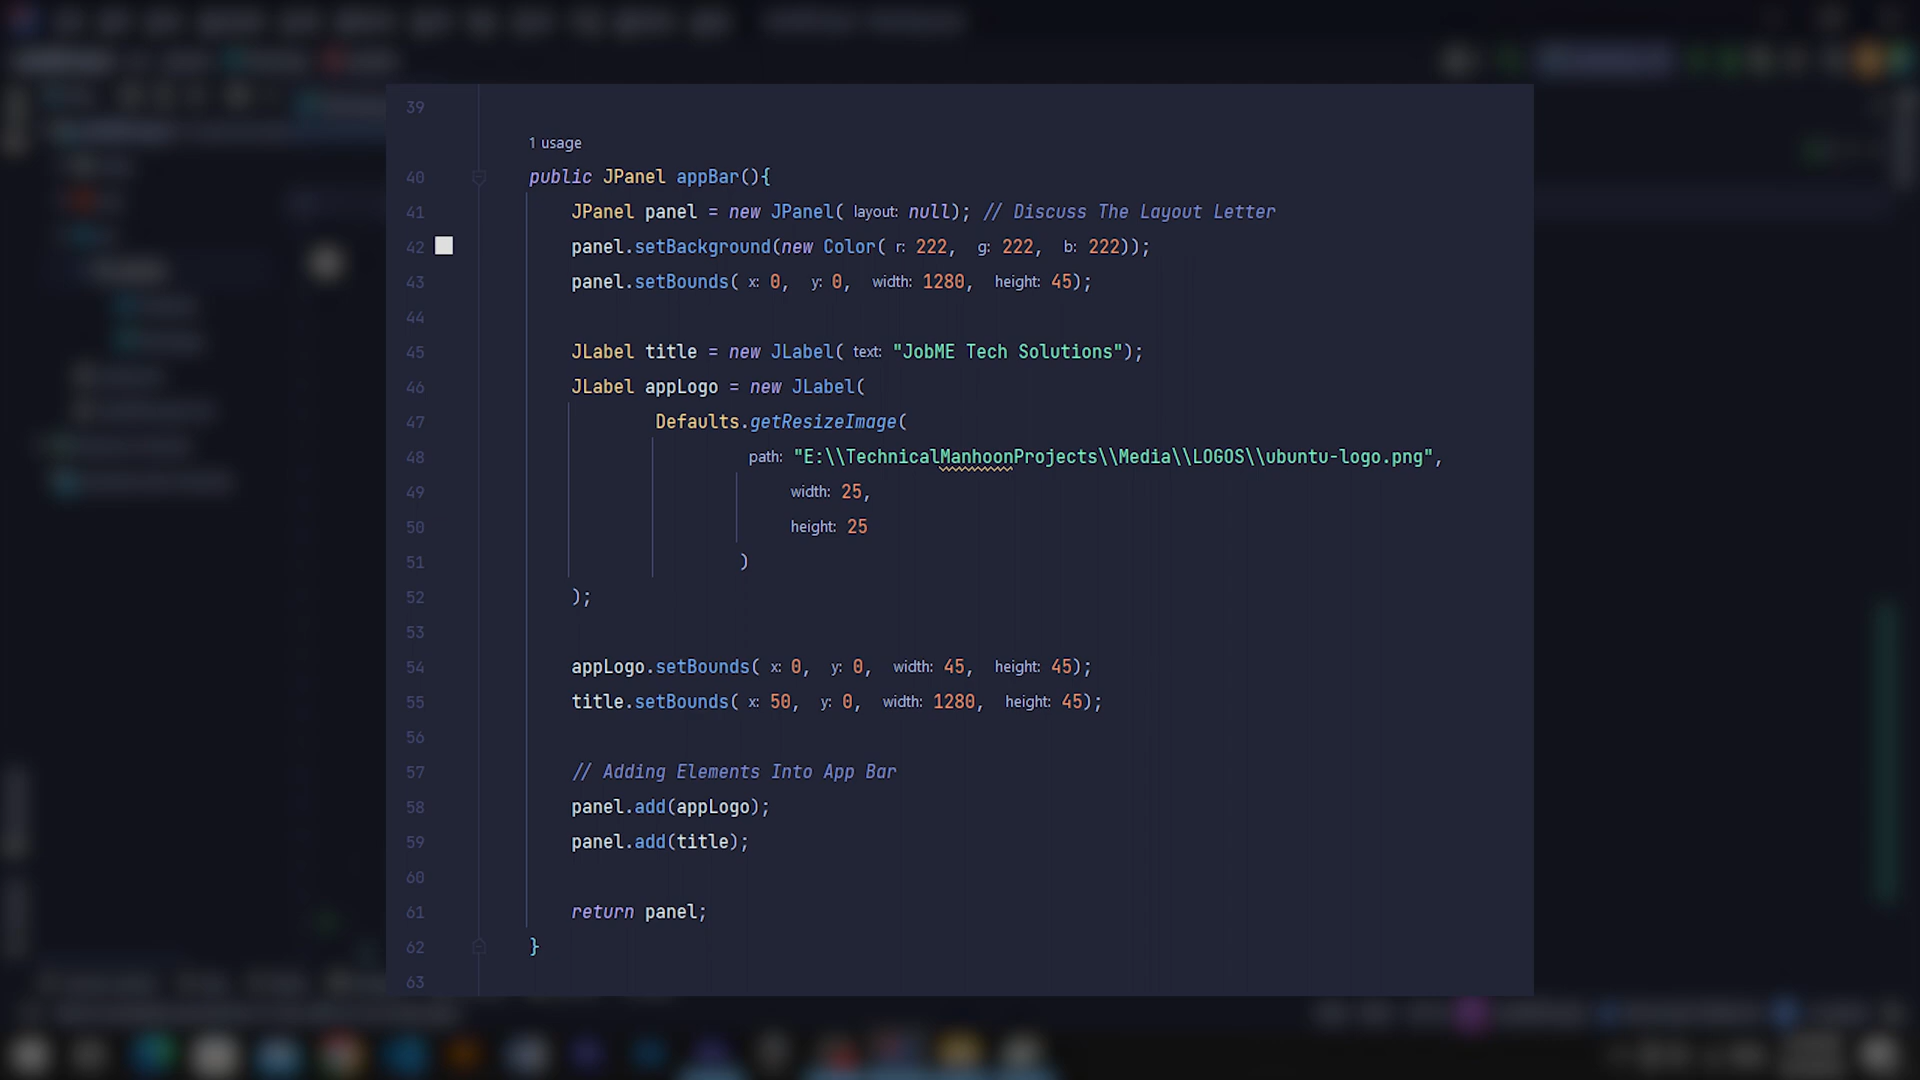 39
1 usage
40 public JPanel appBar(){
41 JPanel panel = new JPanel( layout: null); // Discuss The Layout Letter
42 panel.setBackground(new Color( r: 222, g: 222, b: 222));
43 panel.setBounds( x: 0, y: 0, width: 1280, height: 45);
44
45 JLabel title = new JLabel( text: "JobME Tech Solutions");
46 JLabel appLogo = new JLabel(
47 Defaults.getResizeImage(
48 path: "E:\\TechnicalManhoonProjects\\Media\\LOGOS\\ubuntu-logo.png",
49 width: 25,
50 height: 25
51 )
52 );
53
54 appLogo.setBounds( x: 0, y: 0, width: 45, height: 45);
55 title.setBounds( x: 50, y: 0, width: 1280, height: 45);
56
57 // Adding Elements Into App Bar
58 panel.add(appLogo);
59 panel.add(title);
60
61 return panel;
62 }
63